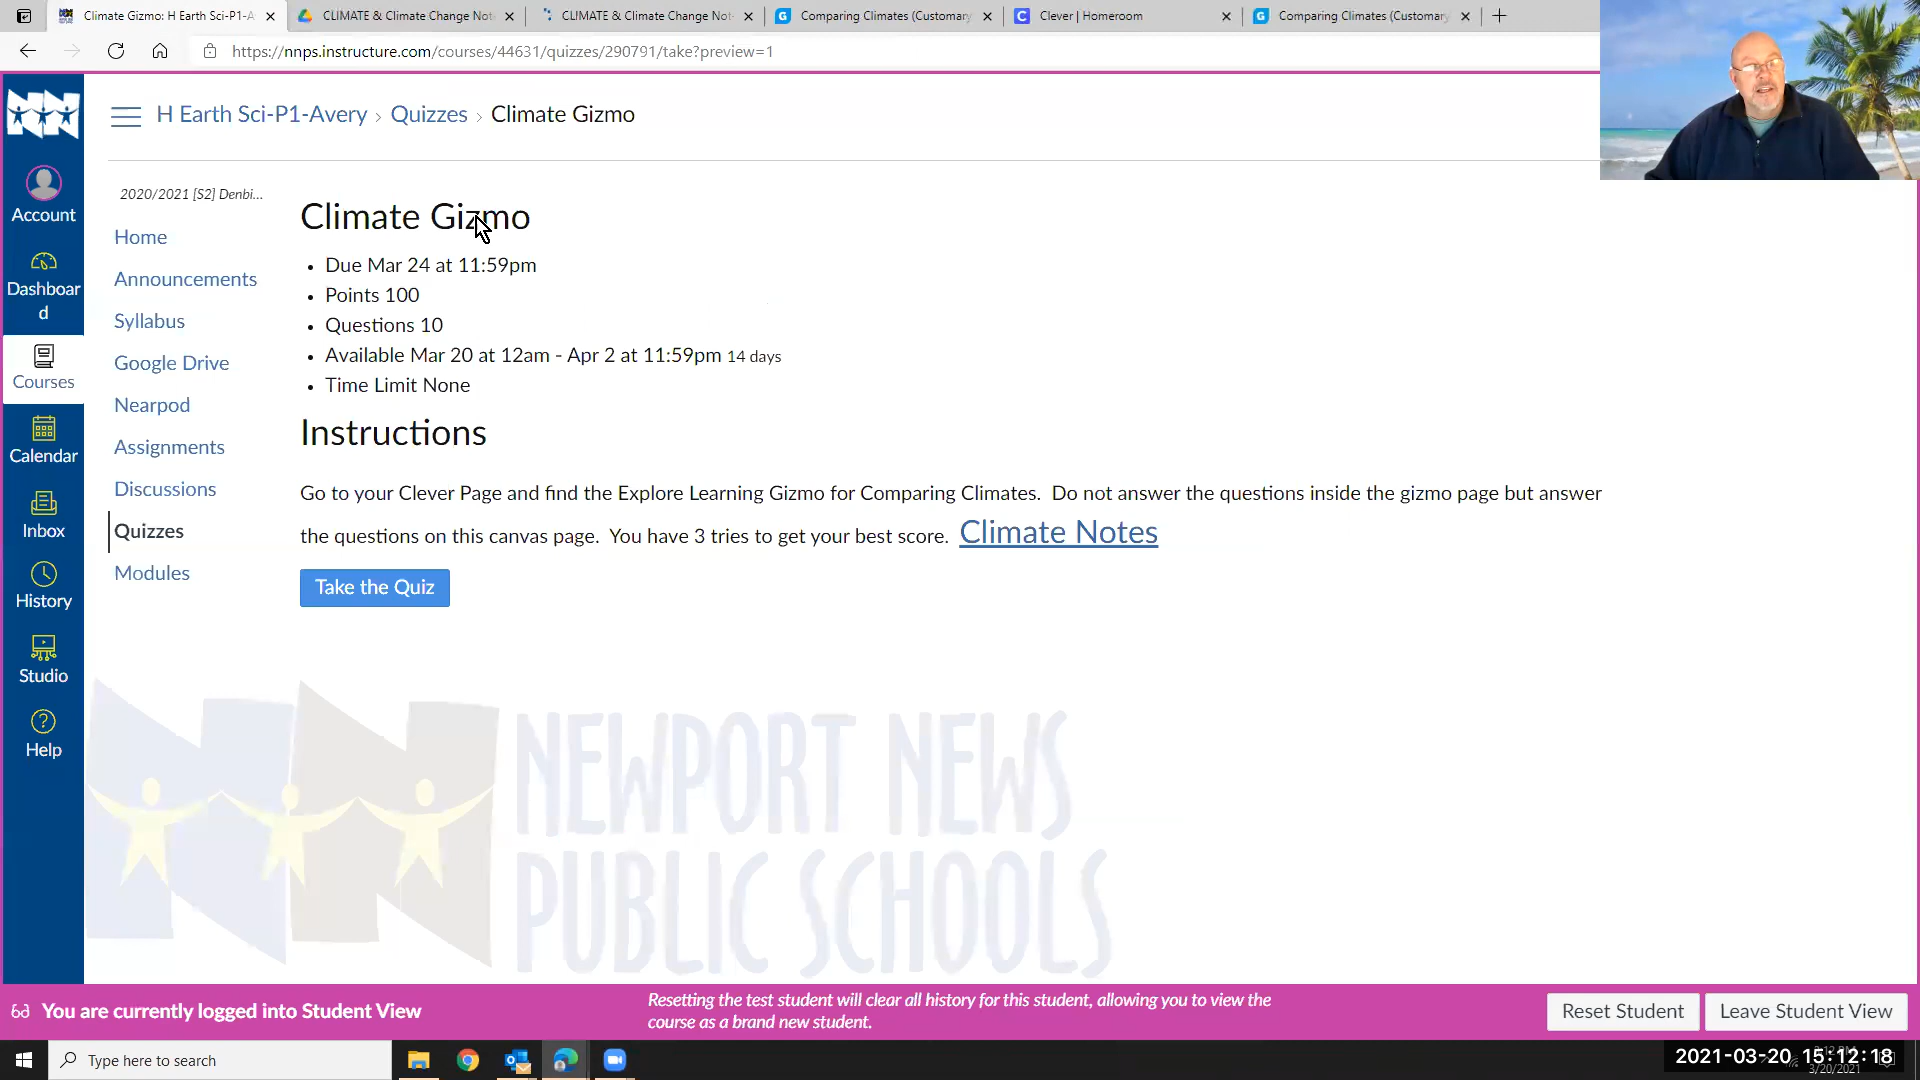 Climate Gizmo: H Earth Sci-P1-A
CLIMATE & Climate Change Not
CLIMATE & Climate Change Not
Comparing Climates (Customary
Clever | Homeroom
Comparing Climates (Customary
https://nnps.instructure.com/courses/44631/quizzes/290791/take?preview=1
H Earth Sci-P1-Avery › Quizzes › Climate Gizmo
Account
Dashboar
d
Courses
Calendar
Inbox
History
Studio
Help
2020/2021 [S2] Denbi...
Home
Announcements
Syllabus
Google Drive
Nearpod
Assignments
Discussions
Quizzes
Modules
Climate Gizmo
• Due Mar 24 at 11:59pm
• Points 100
• Questions 10
• Available Mar 20 at 12am - Apr 2 at 11:59pm 14 days
• Time Limit None
Instructions
Go to your Clever Page and find the Explore Learning Gizmo for Comparing Climates. Do not answer the questions inside the gizmo page but answer
the questions on this canvas page. You have 3 tries to get your best score. Climate Notes
Take the Quiz
NEWPORT NEWS
PUBLIC SCHOOLS
You are currently logged into Student View
Resetting the test student will clear all history for this student, allowing you to view the
course as a brand new student.
Reset Student
Leave Student View
Type here to search
2021-03-20 15:12:18
3/20/2021